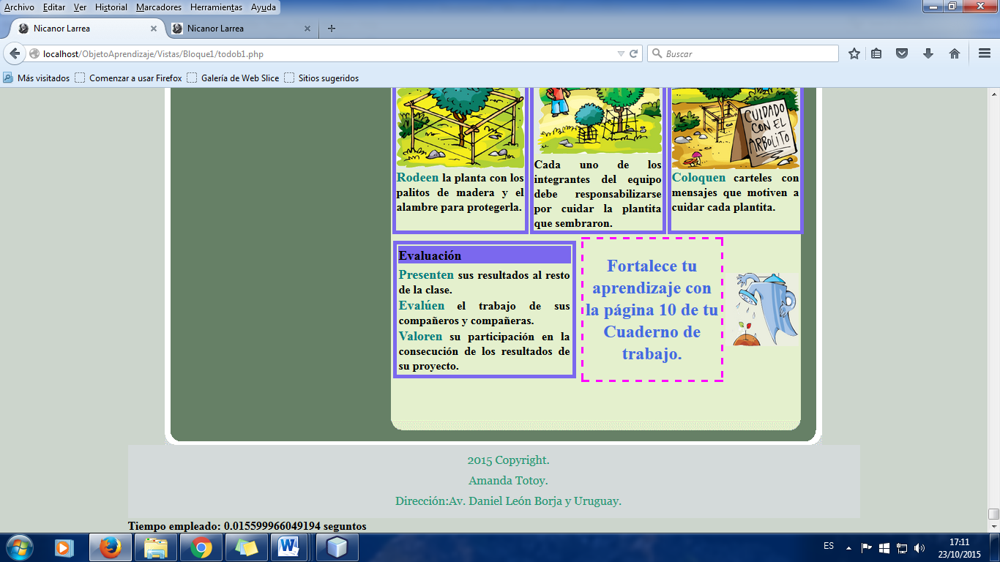 Archivo Editar Ver Historial Marcadores Herramientas Ayuda
Nicanor Larrea
Nicanor Larrea
localhost/ObjetoAprendizaje/Vistas/Bloque1/todob1.php
Buscar
Más visitados
Comenzar a usar Firefox
Galería de Web Slice
Sitios sugeridos
CUIDADO
CON EL
ARBOLITO
Rodeen la planta con los
palitos de madera y el
alambre para protegerla.
Cada uno de los
integrantes del equipo
debe responsabilizarse
por cuidar la plantita
que sembraron.
Coloquen carteles con
mensajes que motiven a
cuidar cada plantita.
Evaluación
Presenten sus resultados al resto
de la clase.
Evalúen el trabajo de sus
compañeros y compañeras.
Valoren su participación en la
consecución de los resultados de
su proyecto.
Fortalece tu
aprendizaje con
la página 10 de tu
Cuaderno de
trabajo.
2015 Copyright.
Amanda Totoy.
Dirección:Av. Daniel León Borja y Uruguay.
Tiempo empleado: 0.015599966049194 seguntos
ES
17:11
23/10/2015